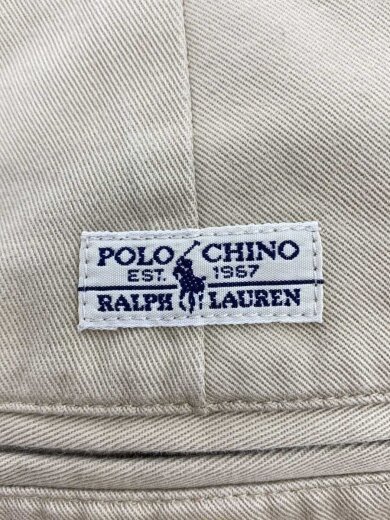 POLO CHINO
EST. 1967
RALPH LAUREN